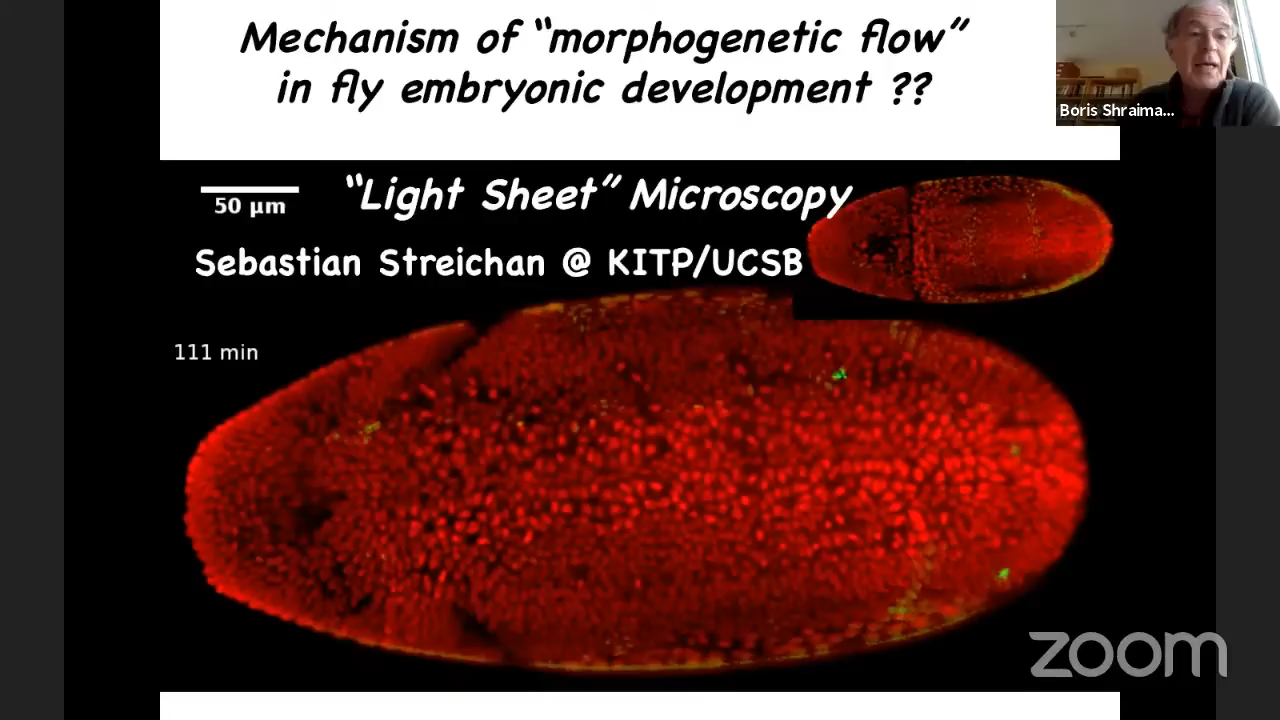 Mechanism of “morphogenetic flow”
in fly embryonic development ??
Boris Shraima...
50 µm
“Light Sheet” Microscopy
Sebastian Streichan @ KITP/UCSB
111 min
zoom